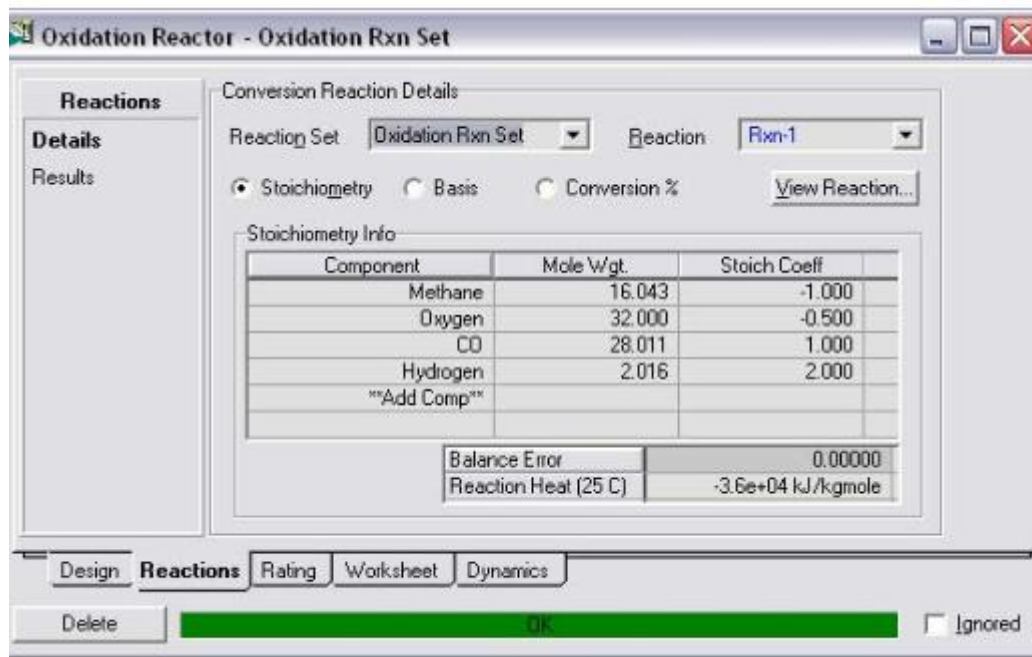 Oxidation Reactor - Oxidation Rxn Set
Reactions
Details
Results
Conversion Reaction Details
Reaction Set Oxidation Rxn Set Reaction Rxn-1
Stoichiometry Basis Conversion % View Reaction...
Stoichiometry Info
Component Mole Wgt. Stoich Coeff
Methane 16.043 -1.000
Oxygen 32.000 -0.500
CO 28.011 1.000
Hydrogen 2.016 2.000
**Add Comp**
Balance Error 0.00000
Reaction Heat (25 C) -3.6e+04 kJ/kgmole
Design Reactions Rating Worksheet Dynamics
Delete OK Ignored